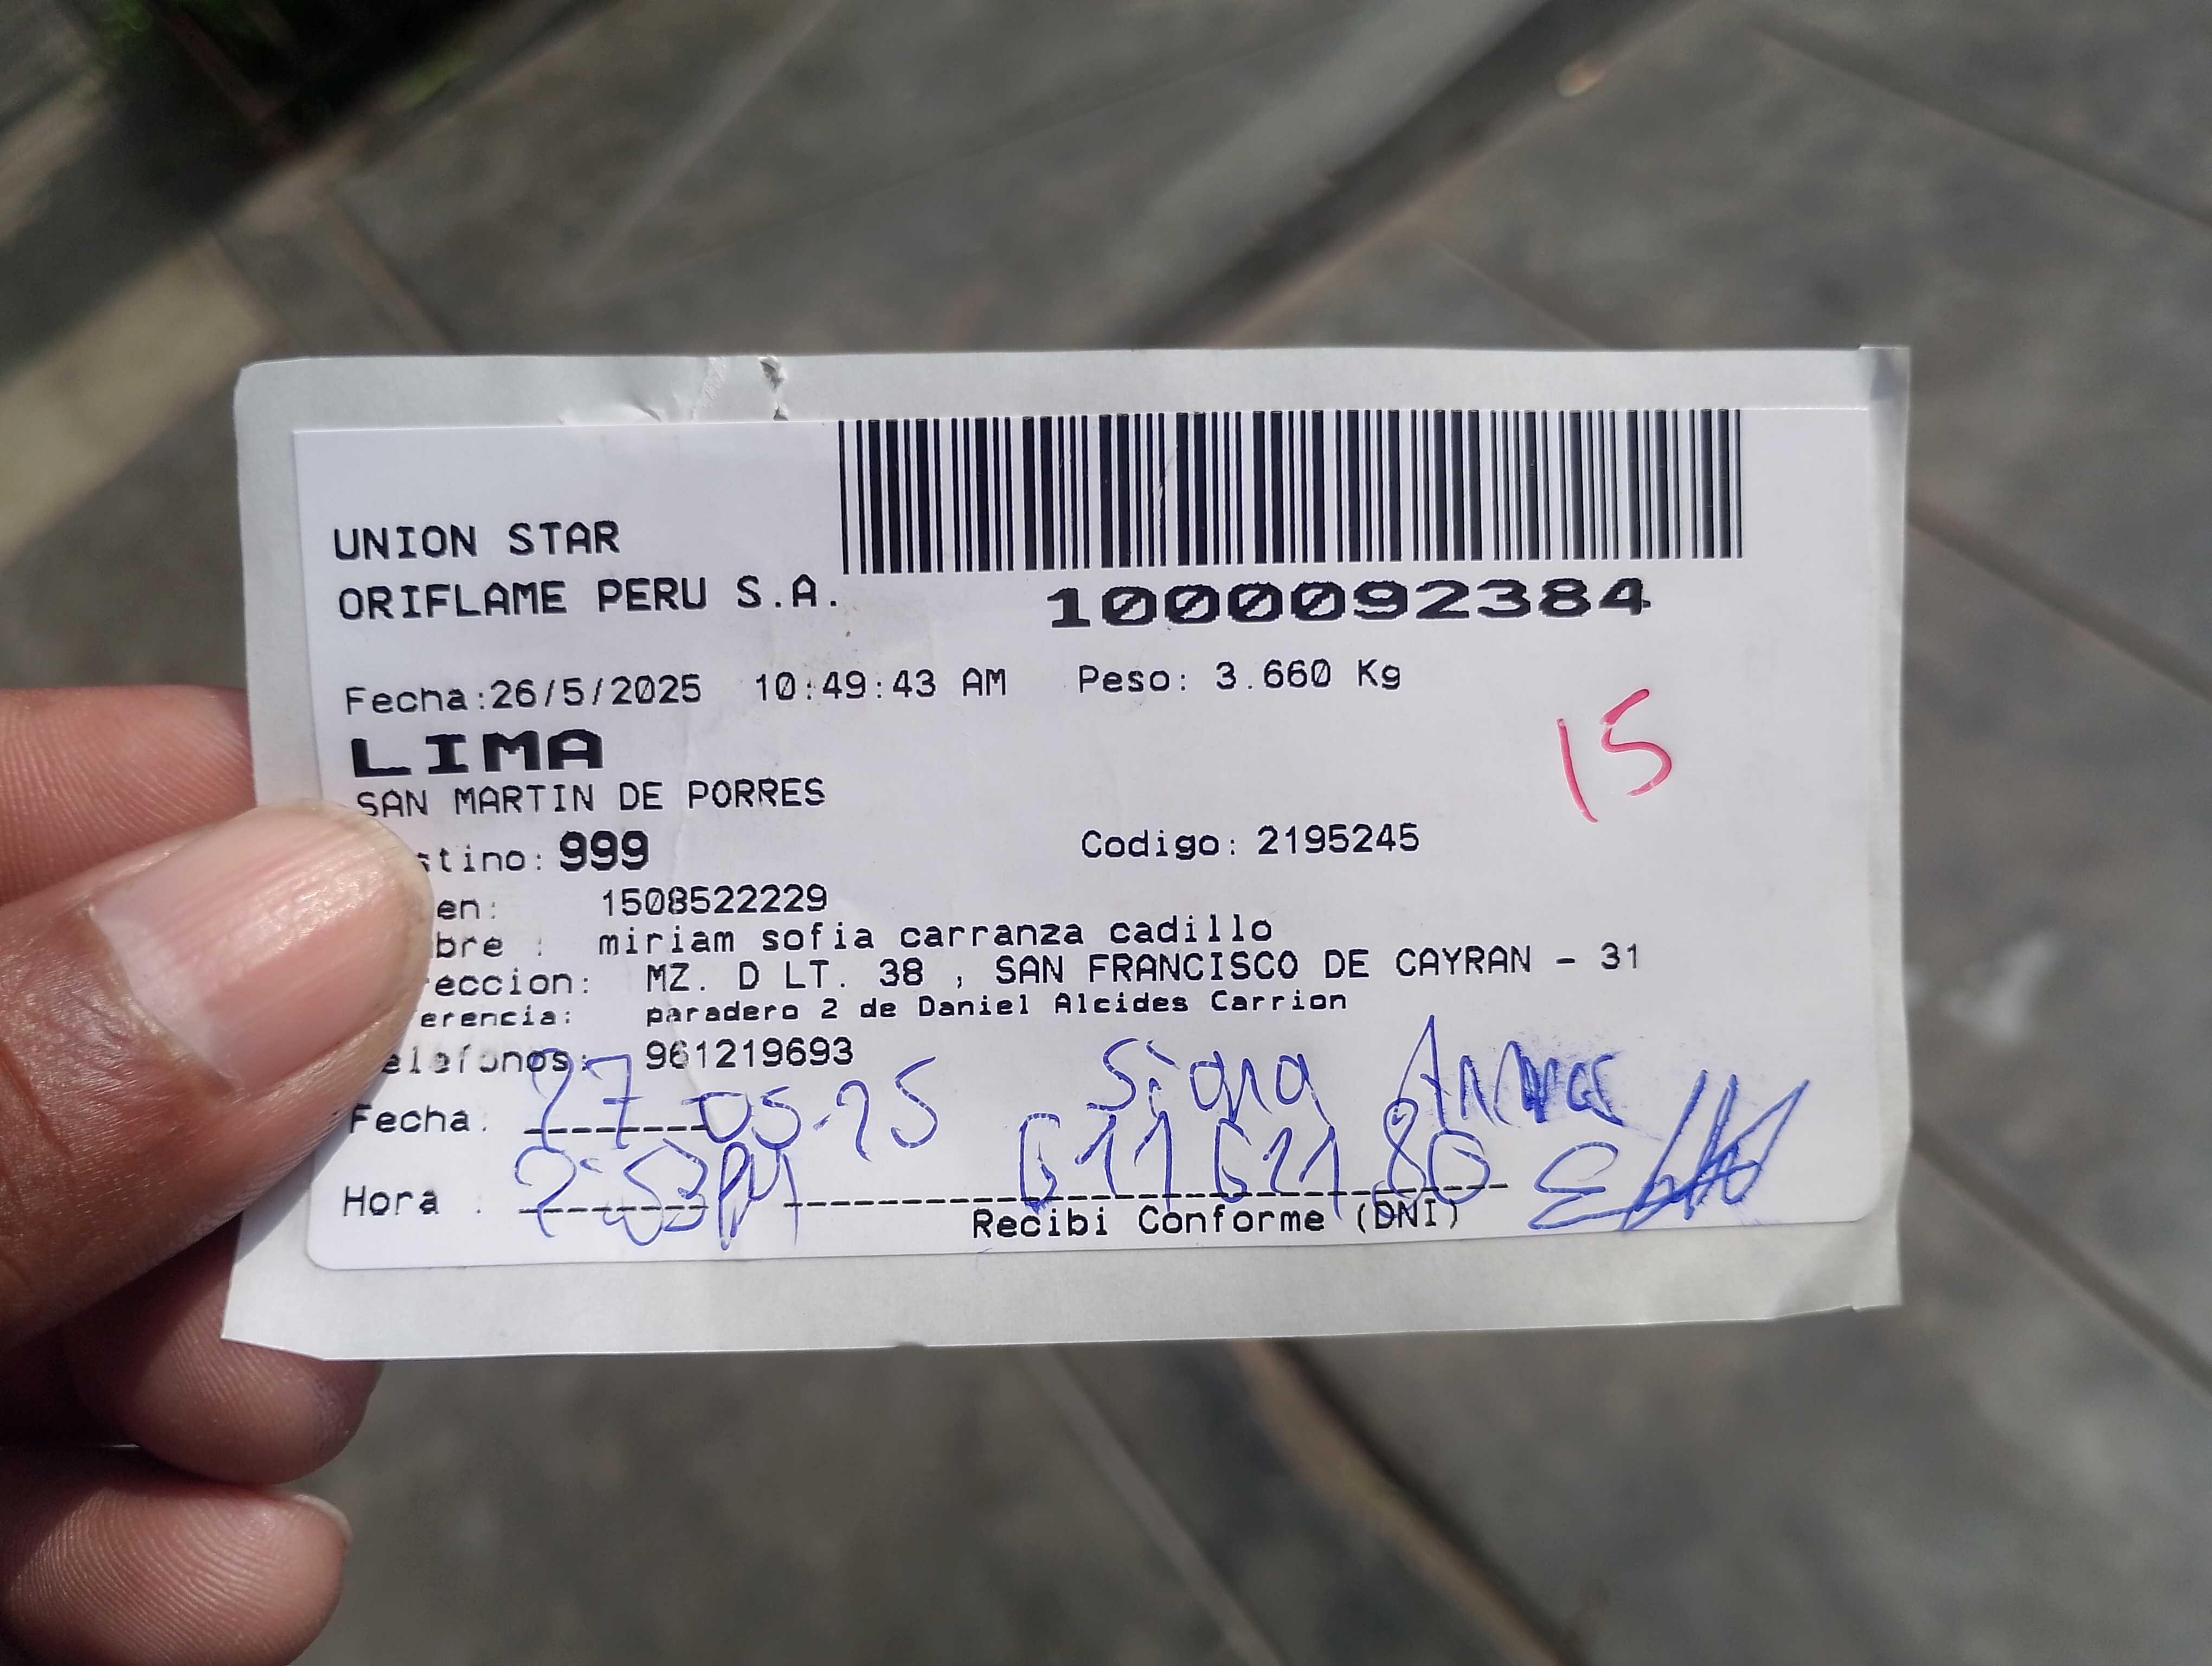 UNION STAR
ORIFLAME PERU S.A.
1000092384
Fecha:26/5/2025 10:49:43 AM Peso: 3.660 Kg
15
LIMA
SAN MARTIN DE PORRES
stino: 999 Codigo: 2195245
en: 1508522229
bre : miriam sofia carranza cadillo
eccion: MZ. D LT. 38 , SAN FRANCISCO DE CAYRAN - 31
erencia: paradero 2 de Daniel Alcides Carrion
elefonos: 961219693
Fecha: 27-05-25
Hora : 2:53PM
Recibi Conforme (DNI)